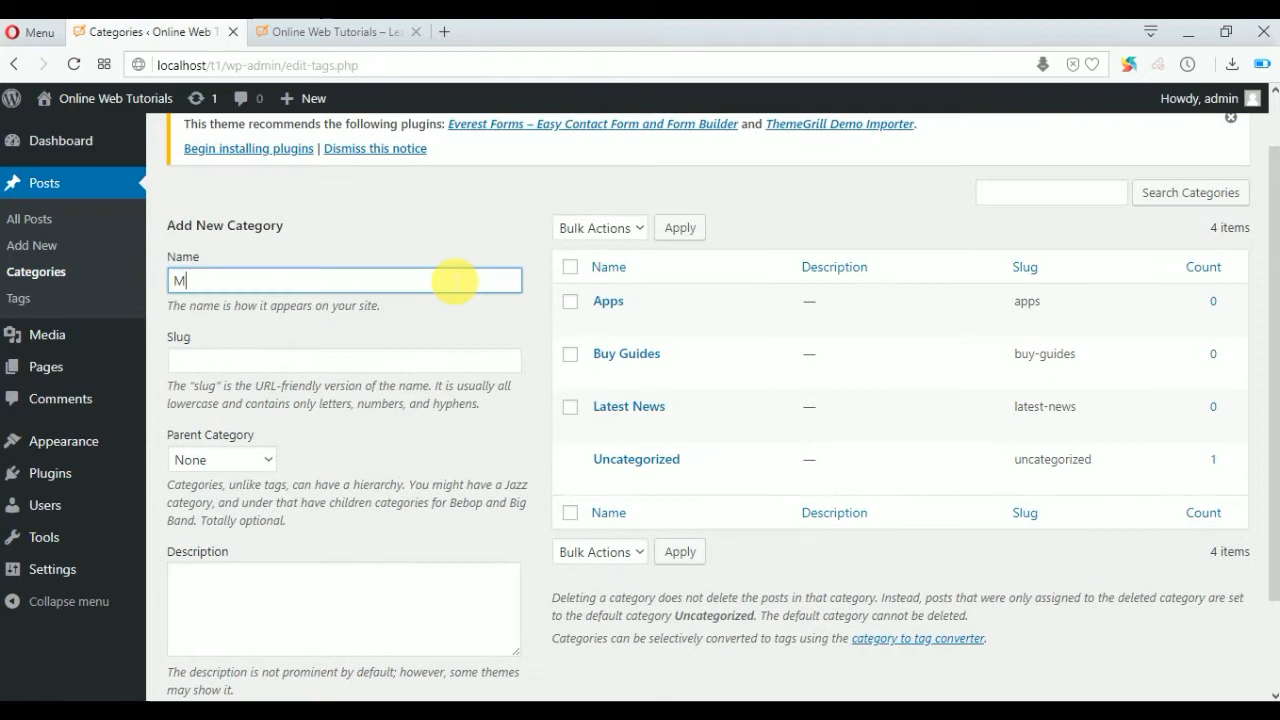 Menu
Categories ‹ Online Web T
Online Web Tutorials – Le
localhost/t1/wp-admin/edit-tags.php
Online Web Tutorials
1
0
New
Howdy, admin
Dashboard
Posts
All Posts
Add New
Categories
Tags
Media
Pages
Comments
Appearance
Plugins
Users
Tools
Settings
Collapse menu
This theme recommends the following plugins: Everest Forms – Easy Contact Form and Form Builder and ThemeGrill Demo Importer.
Begin installing plugins | Dismiss this notice
Search Categories
Add New Category
Name
M
The name is how it appears on your site.
Slug
The “slug” is the URL-friendly version of the name. It is usually all
lowercase and contains only letters, numbers, and hyphens.
Parent Category
None
Categories, unlike tags, can have a hierarchy. You might have a Jazz
category, and under that have children categories for Bebop and Big
Band. Totally optional.
Description
The description is not prominent by default; however, some themes
may show it.
Bulk Actions Apply 4 items
Name Description Slug Count
Apps — apps 0
Buy Guides — buy-guides 0
Latest News — latest-news 0
Uncategorized — uncategorized 1
Name Description Slug Count
Bulk Actions Apply 4 items
Deleting a category does not delete the posts in that category. Instead, posts that were only assigned to the deleted category are set
to the default category Uncategorized. The default category cannot be deleted.
Categories can be selectively converted to tags using the category to tag converter.